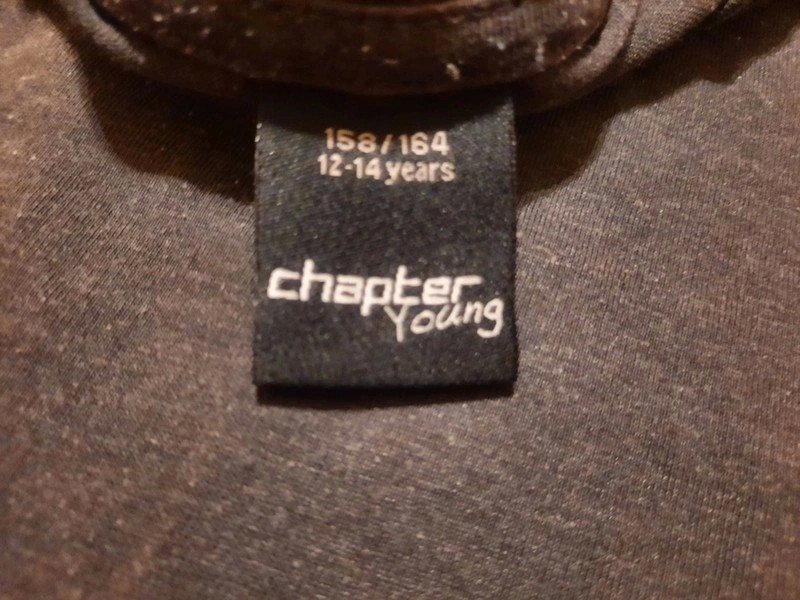 158/164
12-14 years
chapter
Young